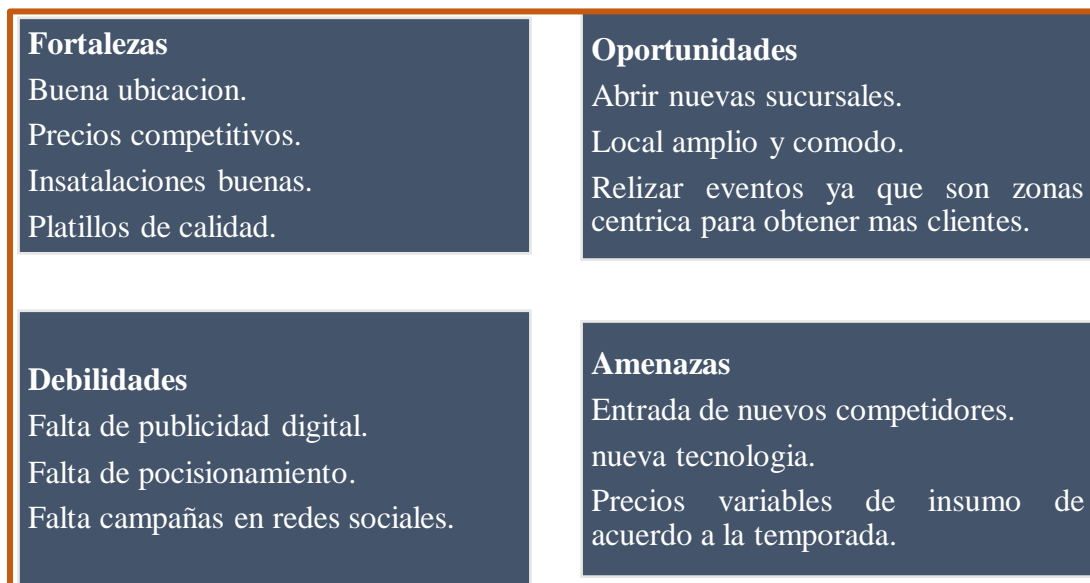 Fortalezas
Buena ubicacion.
Precios competitivos.
Insatalaciones buenas.
Platillos de calidad.
Oportunidades
Abrir nuevas sucursales.
Local amplio y comodo.
Relizar eventos ya que son zonas
centrica para obtener mas clientes.
Debilidades
Falta de publicidad digital.
Falta de pocisionamiento.
Falta campañas en redes sociales.
Amenazas
Entrada de nuevos competidores.
nueva tecnologia.
Precios variables de insumo de
acuerdo a la temporada.